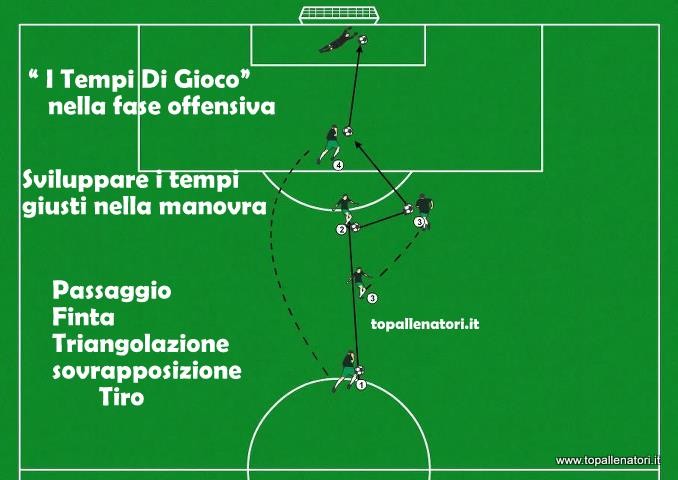 “ I Tempi Di Gioco”
nella fase offensiva
Sviluppare i tempi
giusti nella manovra
4
2
3
3
Passaggio
Finta
Triangolazione
sovrapposizione
Tiro
topallenatori.it
1
www.topallenatori.it